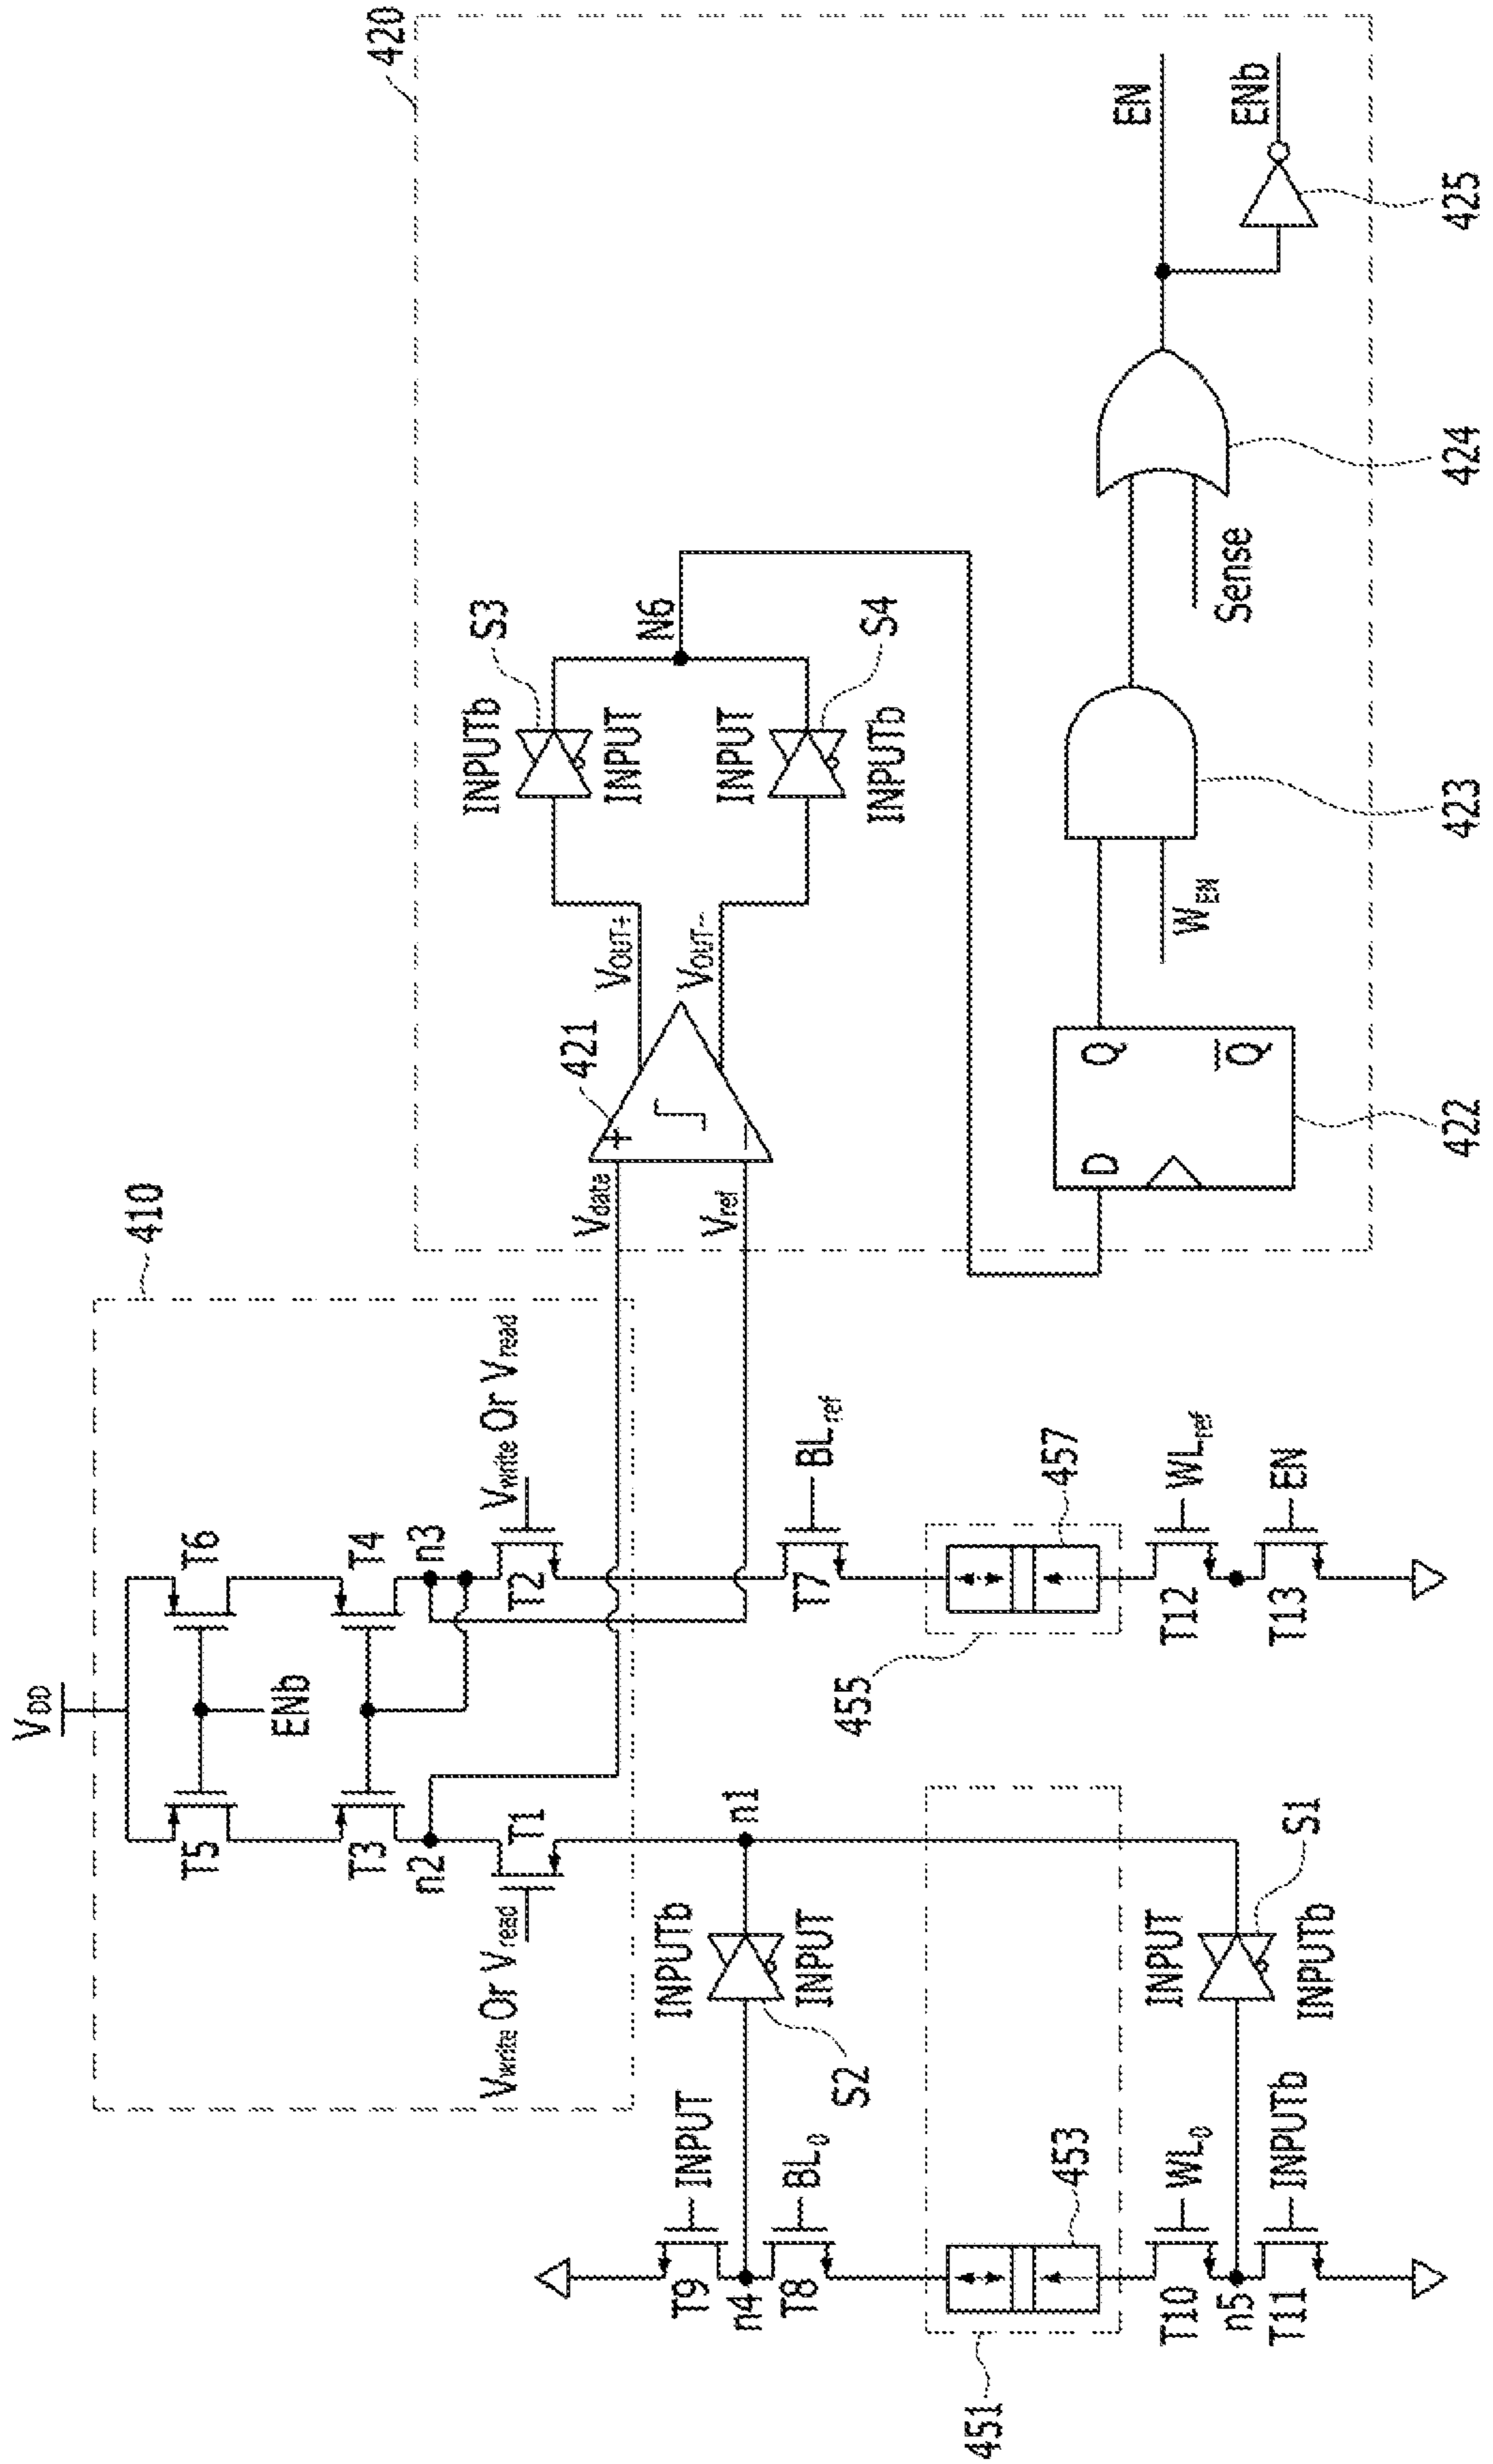 V_DD
410
T5
T6
ENb
T3
T4
n2
n3
Vwrite Or Vread
T1
T2
Vwrite Or Vread
T9
INPUT
n4
T8
BL0
S2
INPUTb
INPUT
n1
T7
BLref
451
453
455
457
T10
WL0
n5
T11
INPUTb
INPUT
INPUTb
S1
T12
WLref
T13
EN
420
Vdate
Vref
421
+
−
VOUT+
VOUT−
INPUTb
S3
INPUT
N6
INPUT
S4
INPUTb
D
Q
Q̅
422
WEN
423
Sense
424
EN
ENb
425